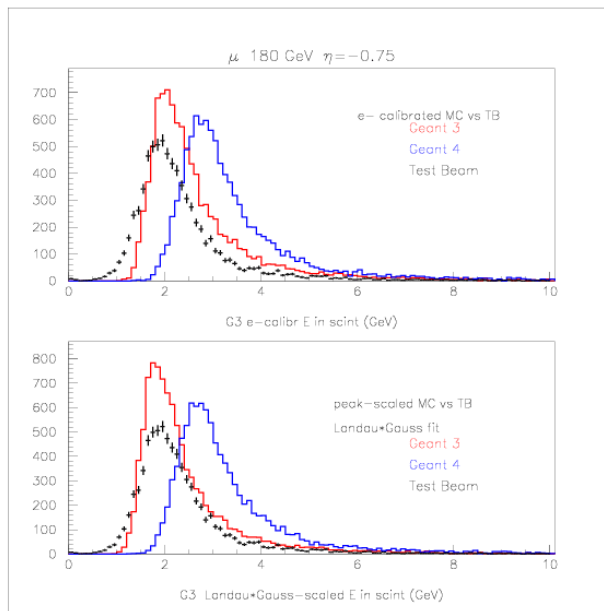 μ 180 GeV η=−0.75
700
600
500
400
300
200
100
0
e− calibrated MC vs TB
Geant 3
Geant 4
Test Beam
0 2 4 6 8 10
G3 e−calibr E in scint (GeV)
800
700
600
500
400
300
200
100
0
peak−scaled MC vs TB
Landau*Gauss fit
Geant 3
Geant 4
Test Beam
0 2 4 6 8 10
G3 Landau*Gauss−scaled E in scint (GeV)